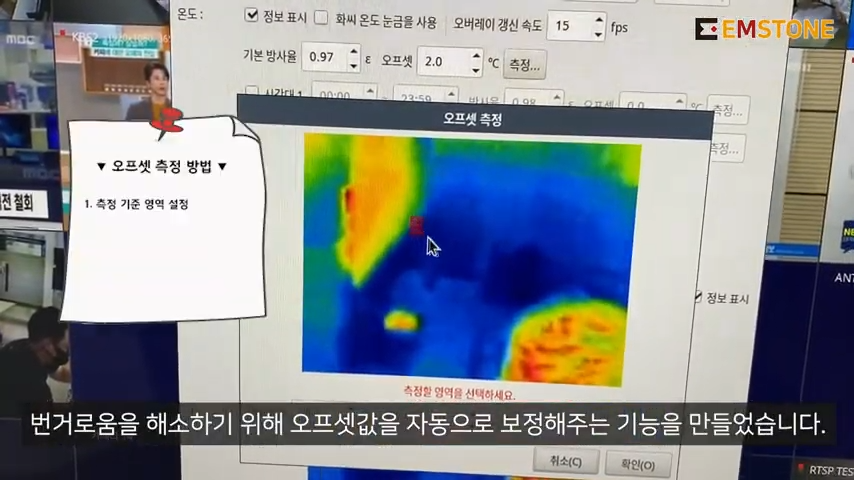 온도 :
정보 표시
화씨 온도 눈금을 사용
오버레이 갱신 속도
15
fps
EMSTONE
KBS2
mbc
기본 방사율
0.97
ε
오프셋
2.0
℃
측정...
시간대 1
00:00
23:59
방사율
0.98
ε
오프셋
0.0
℃
측정...
오프셋 측정
측정...
▼ 오프셋 측정 방법 ▼
1. 측정 기준 영역 설정
전 철회
정보 표시
측정할 영역을 선택하세요.
번거로움을 해소하기 위해 오프셋값을 자동으로 보정해주는 기능을 만들었습니다.
취소(C)
확인(O)
RTSP TES